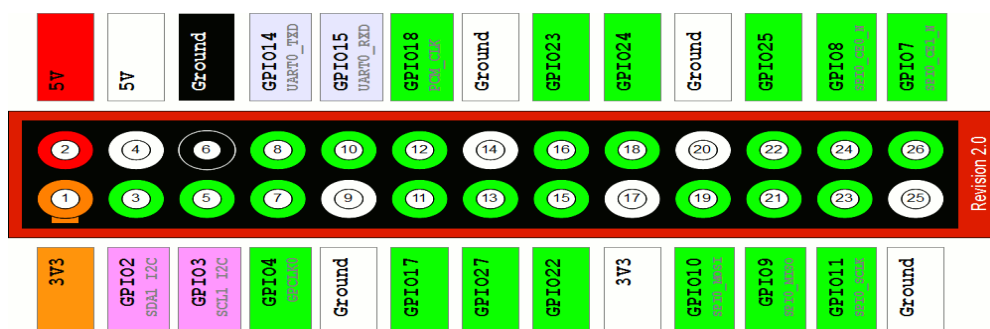 5V
5V
Ground
GPIO14
UART0_TXD
GPIO15
UART0_RXD
GPIO18
PCM_CLK
Ground
GPIO23
GPIO24
Ground
GPIO25
GPIO8
SPI0_CE0_N
GPIO7
SPI0_CE1_N
2 4 6 8 10 12 14 16 18 20 22 24 26
1 3 5 7 9 11 13 15 17 19 21 23 25
Revision 2.0
3V3
GPIO2
SDA1 I2C
GPIO3
SCL1 I2C
GPIO4
GPCLK0
Ground
GPIO17
GPIO27
GPIO22
3V3
GPIO10
SPI0_MOSI
GPIO9
SPI0_MISO
GPIO11
SPI0_SCLK
Ground